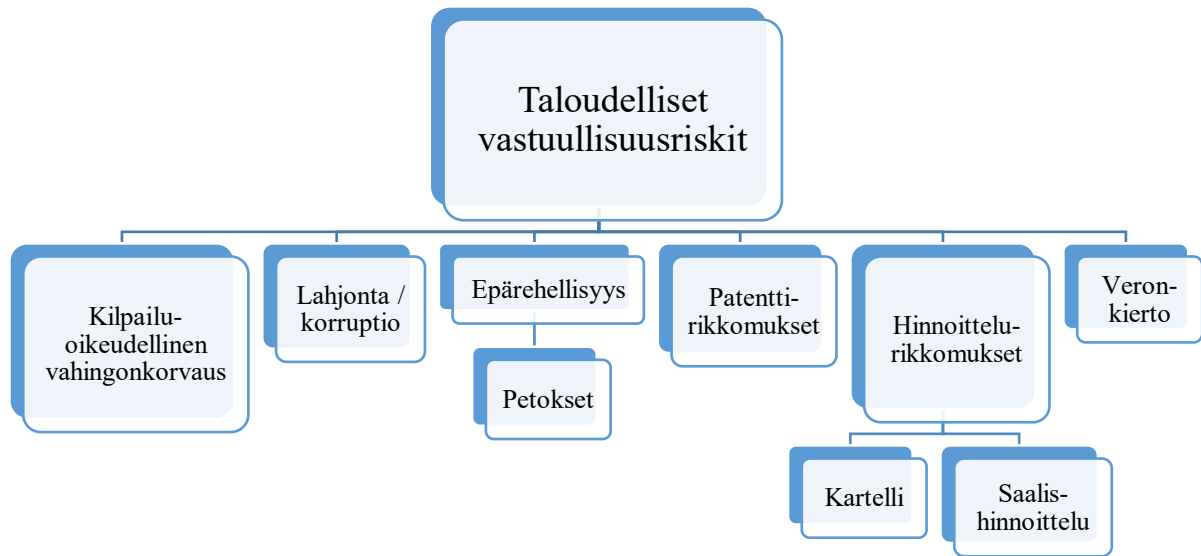 Taloudelliset
vastuullisuusriskit
Kilpailu-
oikeudellinen
vahingonkorvaus
Lahjonta /
korruptio
Epärehellisyys
Petokset
Patentti-
rikkomukset
Hinnoittelu-
rikkomukset
Kartelli
Saalis-
hinnoittelu
Veron-
kierto